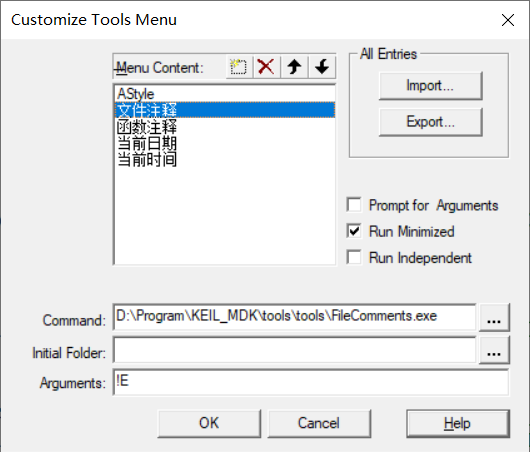 Customize Tools Menu
Menu Content:
All Entries
AStyle
文件注释
函数注释
当前日期
当前时间
Import...
Export...
Prompt for Arguments
Run Minimized
Run Independent
Command: D:\Program\KEIL_MDK\tools\tools\FileComments.exe ...
Initial Folder: ...
Arguments: !E
OK Cancel Help